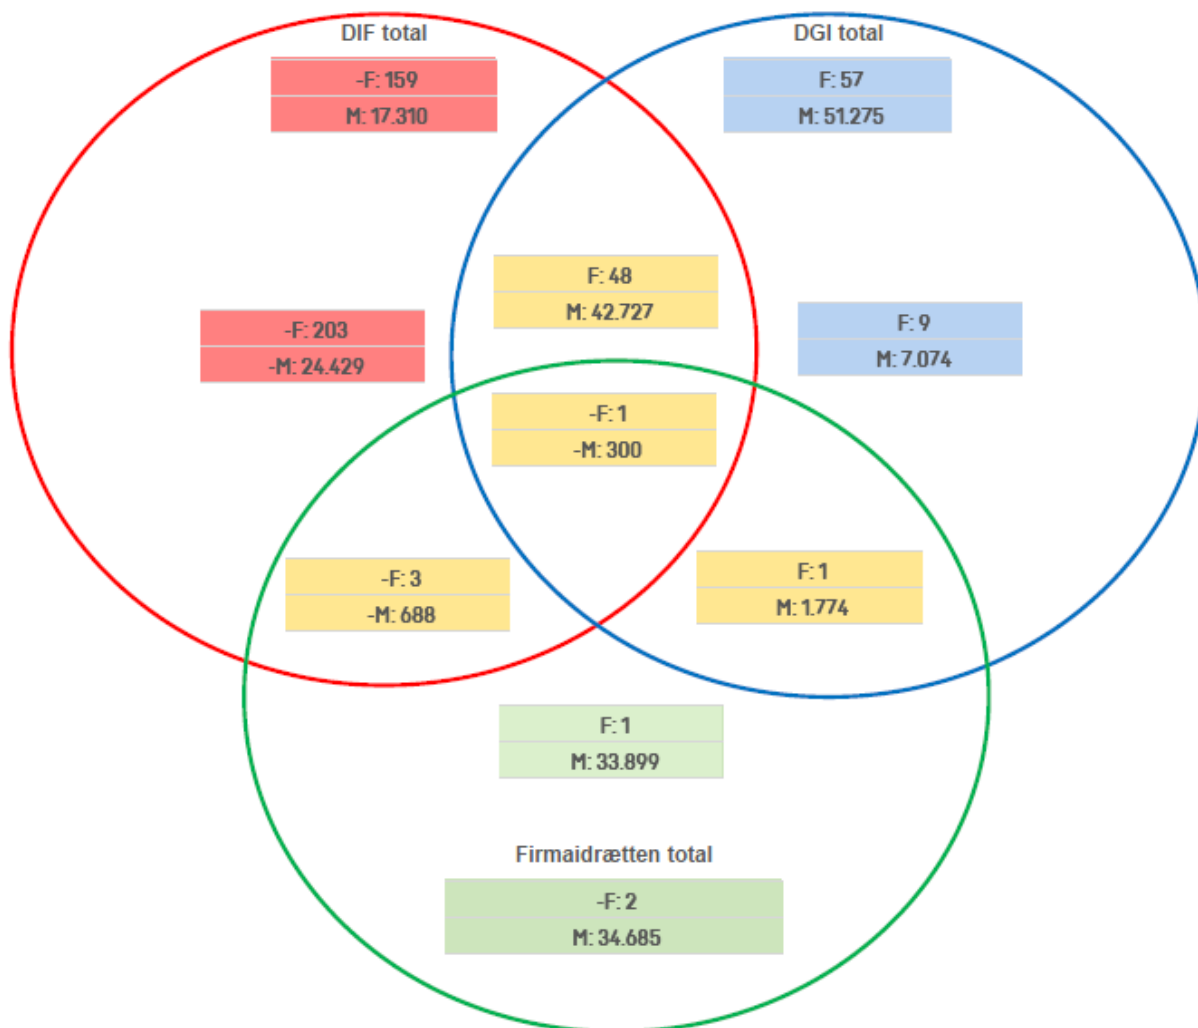 DIF total
-F: 159
M: 17.310
DGI total
F: 57
M: 51.275
F: 48
M: 42.727
-F: 203
-M: 24.429
F: 9
M: 7.074
-F: 1
-M: 300
-F: 3
-M: 688
F: 1
M: 1.774
F: 1
M: 33.899
Firmaidrætten total
-F: 2
M: 34.685